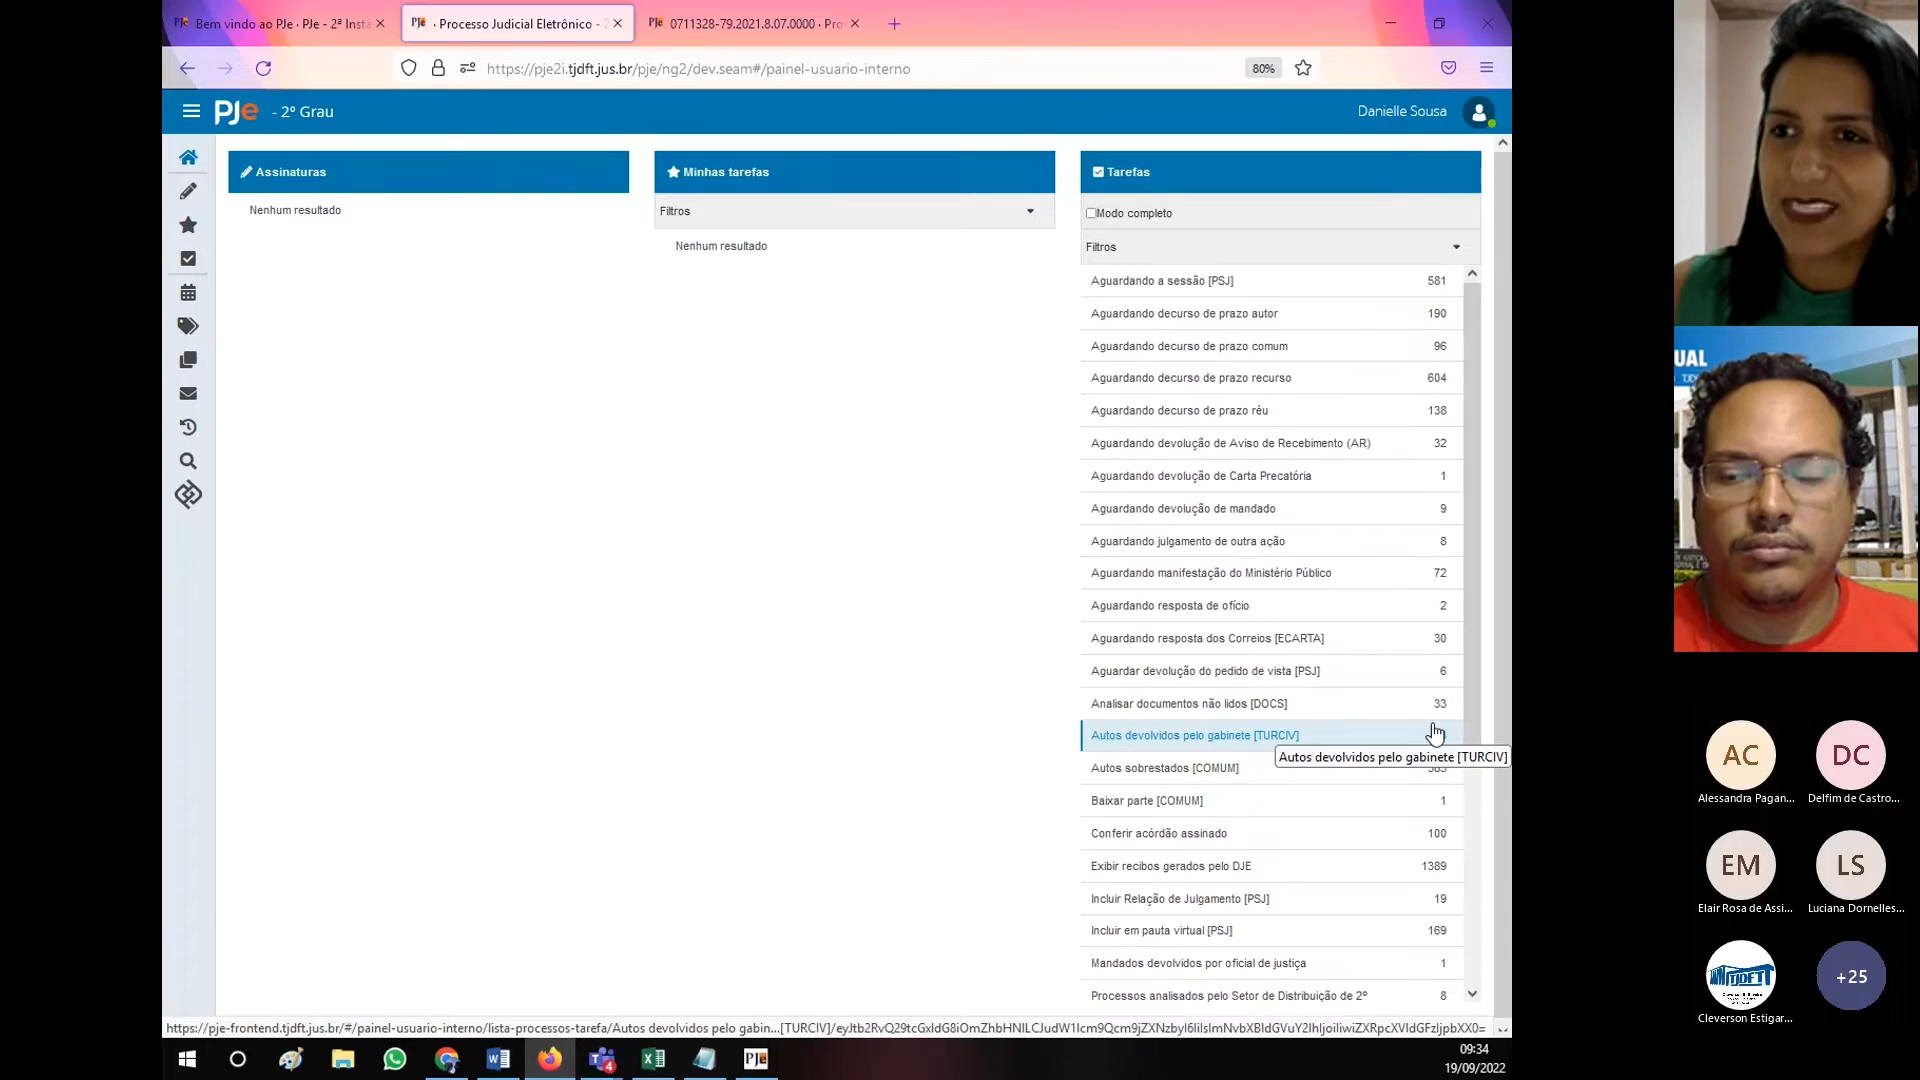 Bem vindo ao PJe · PJe - 2ª Instâ
PJe · Processo Judicial Eletrônico - 2
PJe 0711328-79.2021.8.07.0000 · Pro
https://pje2i.tjdft.jus.br/pje/ng2/dev.seam#/painel-usuario-interno
80%
PJe - 2º Grau
Danielle Sousa
Assinaturas
Nenhum resultado
Minhas tarefas
Filtros
Nenhum resultado
Tarefas
Modo completo
Filtros
Aguardando a sessão [PSJ] 581
Aguardando decurso de prazo autor 190
Aguardando decurso de prazo comum 96
Aguardando decurso de prazo recurso 604
Aguardando decurso de prazo réu 138
Aguardando devolução de Aviso de Recebimento (AR) 32
Aguardando devolução de Carta Precatória 1
Aguardando devolução de mandado 9
Aguardando julgamento de outra ação 8
Aguardando manifestação do Ministério Público 72
Aguardando resposta de ofício 2
Aguardando resposta dos Correios [ECARTA] 30
Aguardar devolução do pedido de vista [PSJ] 6
Analisar documentos não lidos [DOCS] 33
Autos devolvidos pelo gabinete [TURCIV]
Autos devolvidos pelo gabinete [TURCIV]
Autos sobrestados [COMUM]
Baixar parte [COMUM] 1
Conferir acórdão assinado 100
Exibir recibos gerados pelo DJE 1389
Incluir Relação de Julgamento [PSJ] 19
Incluir em pauta virtual [PSJ] 169
Mandados devolvidos por oficial de justiça 1
Processos analisados pelo Setor de Distribuição de 2º 8
https://pje-frontend.tjdft.jus.br/#/painel-usuario-interno/lista-processos-tarefa/Autos devolvidos pelo gabin...
4
PJe
09:34
19/09/2022
UAL
TJD
AC
Alessandra Pagan...
DC
Delfim de Castro...
EM
Elair Rosa de Assi...
LS
Luciana Dornelles...
TJDFT
Cleverson Estigar...
+25